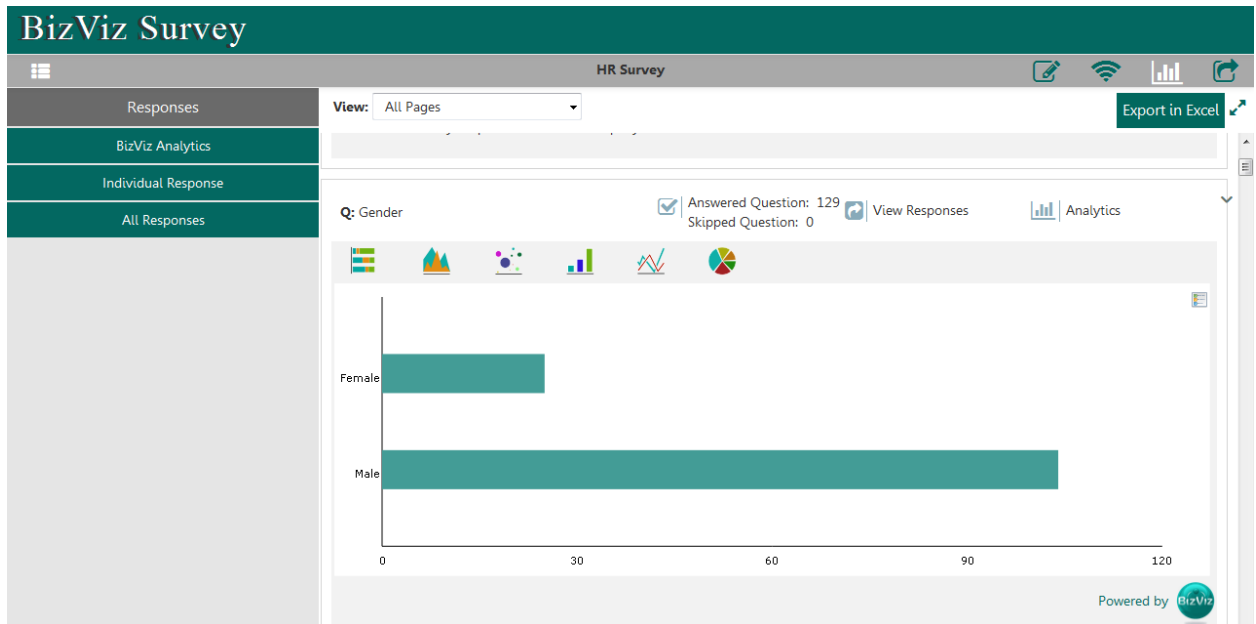 BizViz Survey
HR Survey
Responses
BizViz Analytics
Individual Response
All Responses
View: All Pages
Export in Excel
Q: Gender
Answered Question: 129
Skipped Question: 0
View Responses
Analytics
Female
Male
0 30 60 90 120
Powered by BizViz